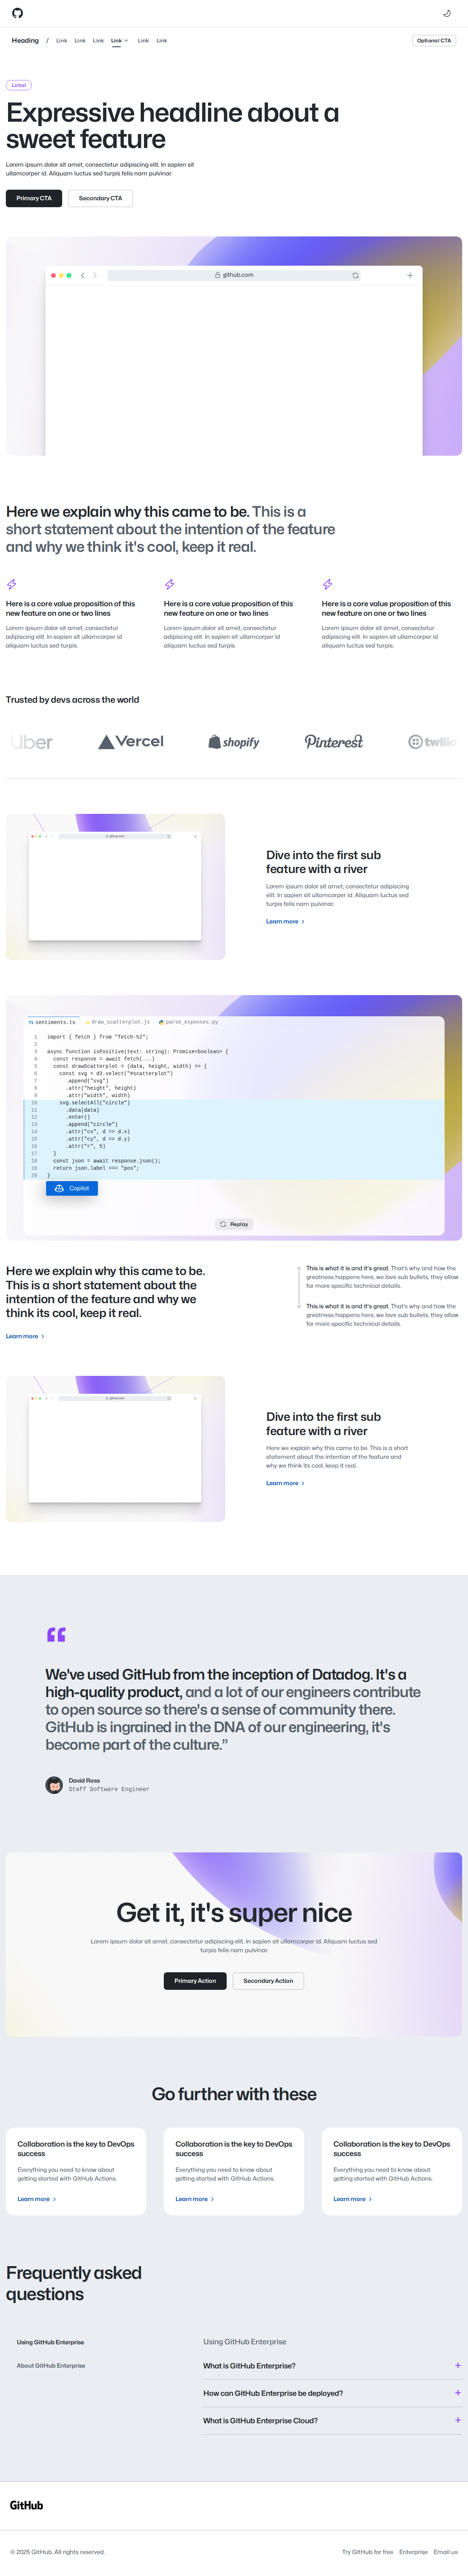 Heading / Link Link Link Link Link Link Optional CTA
Label
Expressive headline about a
sweet feature
Lorem ipsum dolor sit amet, consectetur adipiscing elit. In sapien sit
ullamcorper id. Aliquam luctus sed turpis felis nam pulvinar.
Primary CTA Secondary CTA
github.com
Here we explain why this came to be. This is a
short statement about the intention of the feature
and why we think it's cool, keep it real.
Here is a core value proposition of this
new feature on one or two lines
Lorem ipsum dolor sit amet, consectetur
adipiscing elit. In sapien sit ullamcorper id
aliquam luctus sed turpis.
Here is a core value proposition of this
new feature on one or two lines
Lorem ipsum dolor sit amet, consectetur
adipiscing elit. In sapien sit ullamcorper id
aliquam luctus sed turpis.
Here is a core value proposition of this
new feature on one or two lines
Lorem ipsum dolor sit amet, consectetur
adipiscing elit. In sapien sit ullamcorper id
aliquam luctus sed turpis.
Trusted by devs across the world
Uber Vercel shopify Pinterest twilio
github.com
Dive into the first sub
feature with a river
Lorem ipsum dolor sit amet, consectetur adipiscing
elit. In sapien sit ullamcorper id. Aliquam luctus sed
turpis felis nam pulvinar.
Learn more
TS sentiments.ts draw_scatterplot.js parse_expenses.py
1 import { fetch } from "fetch-h2";
2
3 async function isPositive(text: string): Promise<boolean> {
4 const response = await fetch(...)
5 const drawScatterplot = (data, height, width) => {
6 const svg = d3.select("#scatterplot")
7 .append("svg")
8 .attr("height", height)
9 .attr("width", width)
10 svg.selectAll("circle")
11 .data(data)
12 .enter()
13 .append("circle")
14 .attr("cx", d => d.x)
15 .attr("cy", d => d.y)
16 .attr("r", 5)
17 }
18 const json = await response.json();
19 return json.label === "pos";
20 }
Copilot
Replay
Here we explain why this came to be.
This is a short statement about the
intention of the feature and why we
think its cool, keep it real.
Learn more
This is what it is and it's great. That's why and how the
greatness happens here, we love sub bullets, they allow
for more specific technical details.
This is what it is and it's great. That's why and how the
greatness happens here, we love sub bullets, they allow
for more specific technical details.
github.com
Dive into the first sub
feature with a river
Here we explain why this came to be. This is a short
statement about the intention of the feature and
why we think its cool, keep it real.
Learn more
“
We've used GitHub from the inception of Datadog. It's a
high-quality product, and a lot of our engineers contribute
to open source so there's a sense of community there.
GitHub is ingrained in the DNA of our engineering, it's
become part of the culture.”
David Ross
Staff Software Engineer
Get it, it's super nice
Lorem ipsum dolor sit amet, consectetur adipiscing elit. In sapien sit ullamcorper id. Aliquam luctus sed
turpis felis nam pulvinar.
Primary Action Secondary Action
Go further with these
Collaboration is the key to DevOps
success
Everything you need to know about
getting started with GitHub Actions.
Learn more
Collaboration is the key to DevOps
success
Everything you need to know about
getting started with GitHub Actions.
Learn more
Collaboration is the key to DevOps
success
Everything you need to know about
getting started with GitHub Actions.
Learn more
Frequently asked
questions
Using GitHub Enterprise
About GitHub Enterprise
Using GitHub Enterprise
What is GitHub Enterprise?
How can GitHub Enterprise be deployed?
What is GitHub Enterprise Cloud?
GitHub
© 2025 GitHub. All rights reserved. Try GitHub for free Enterprise Email us